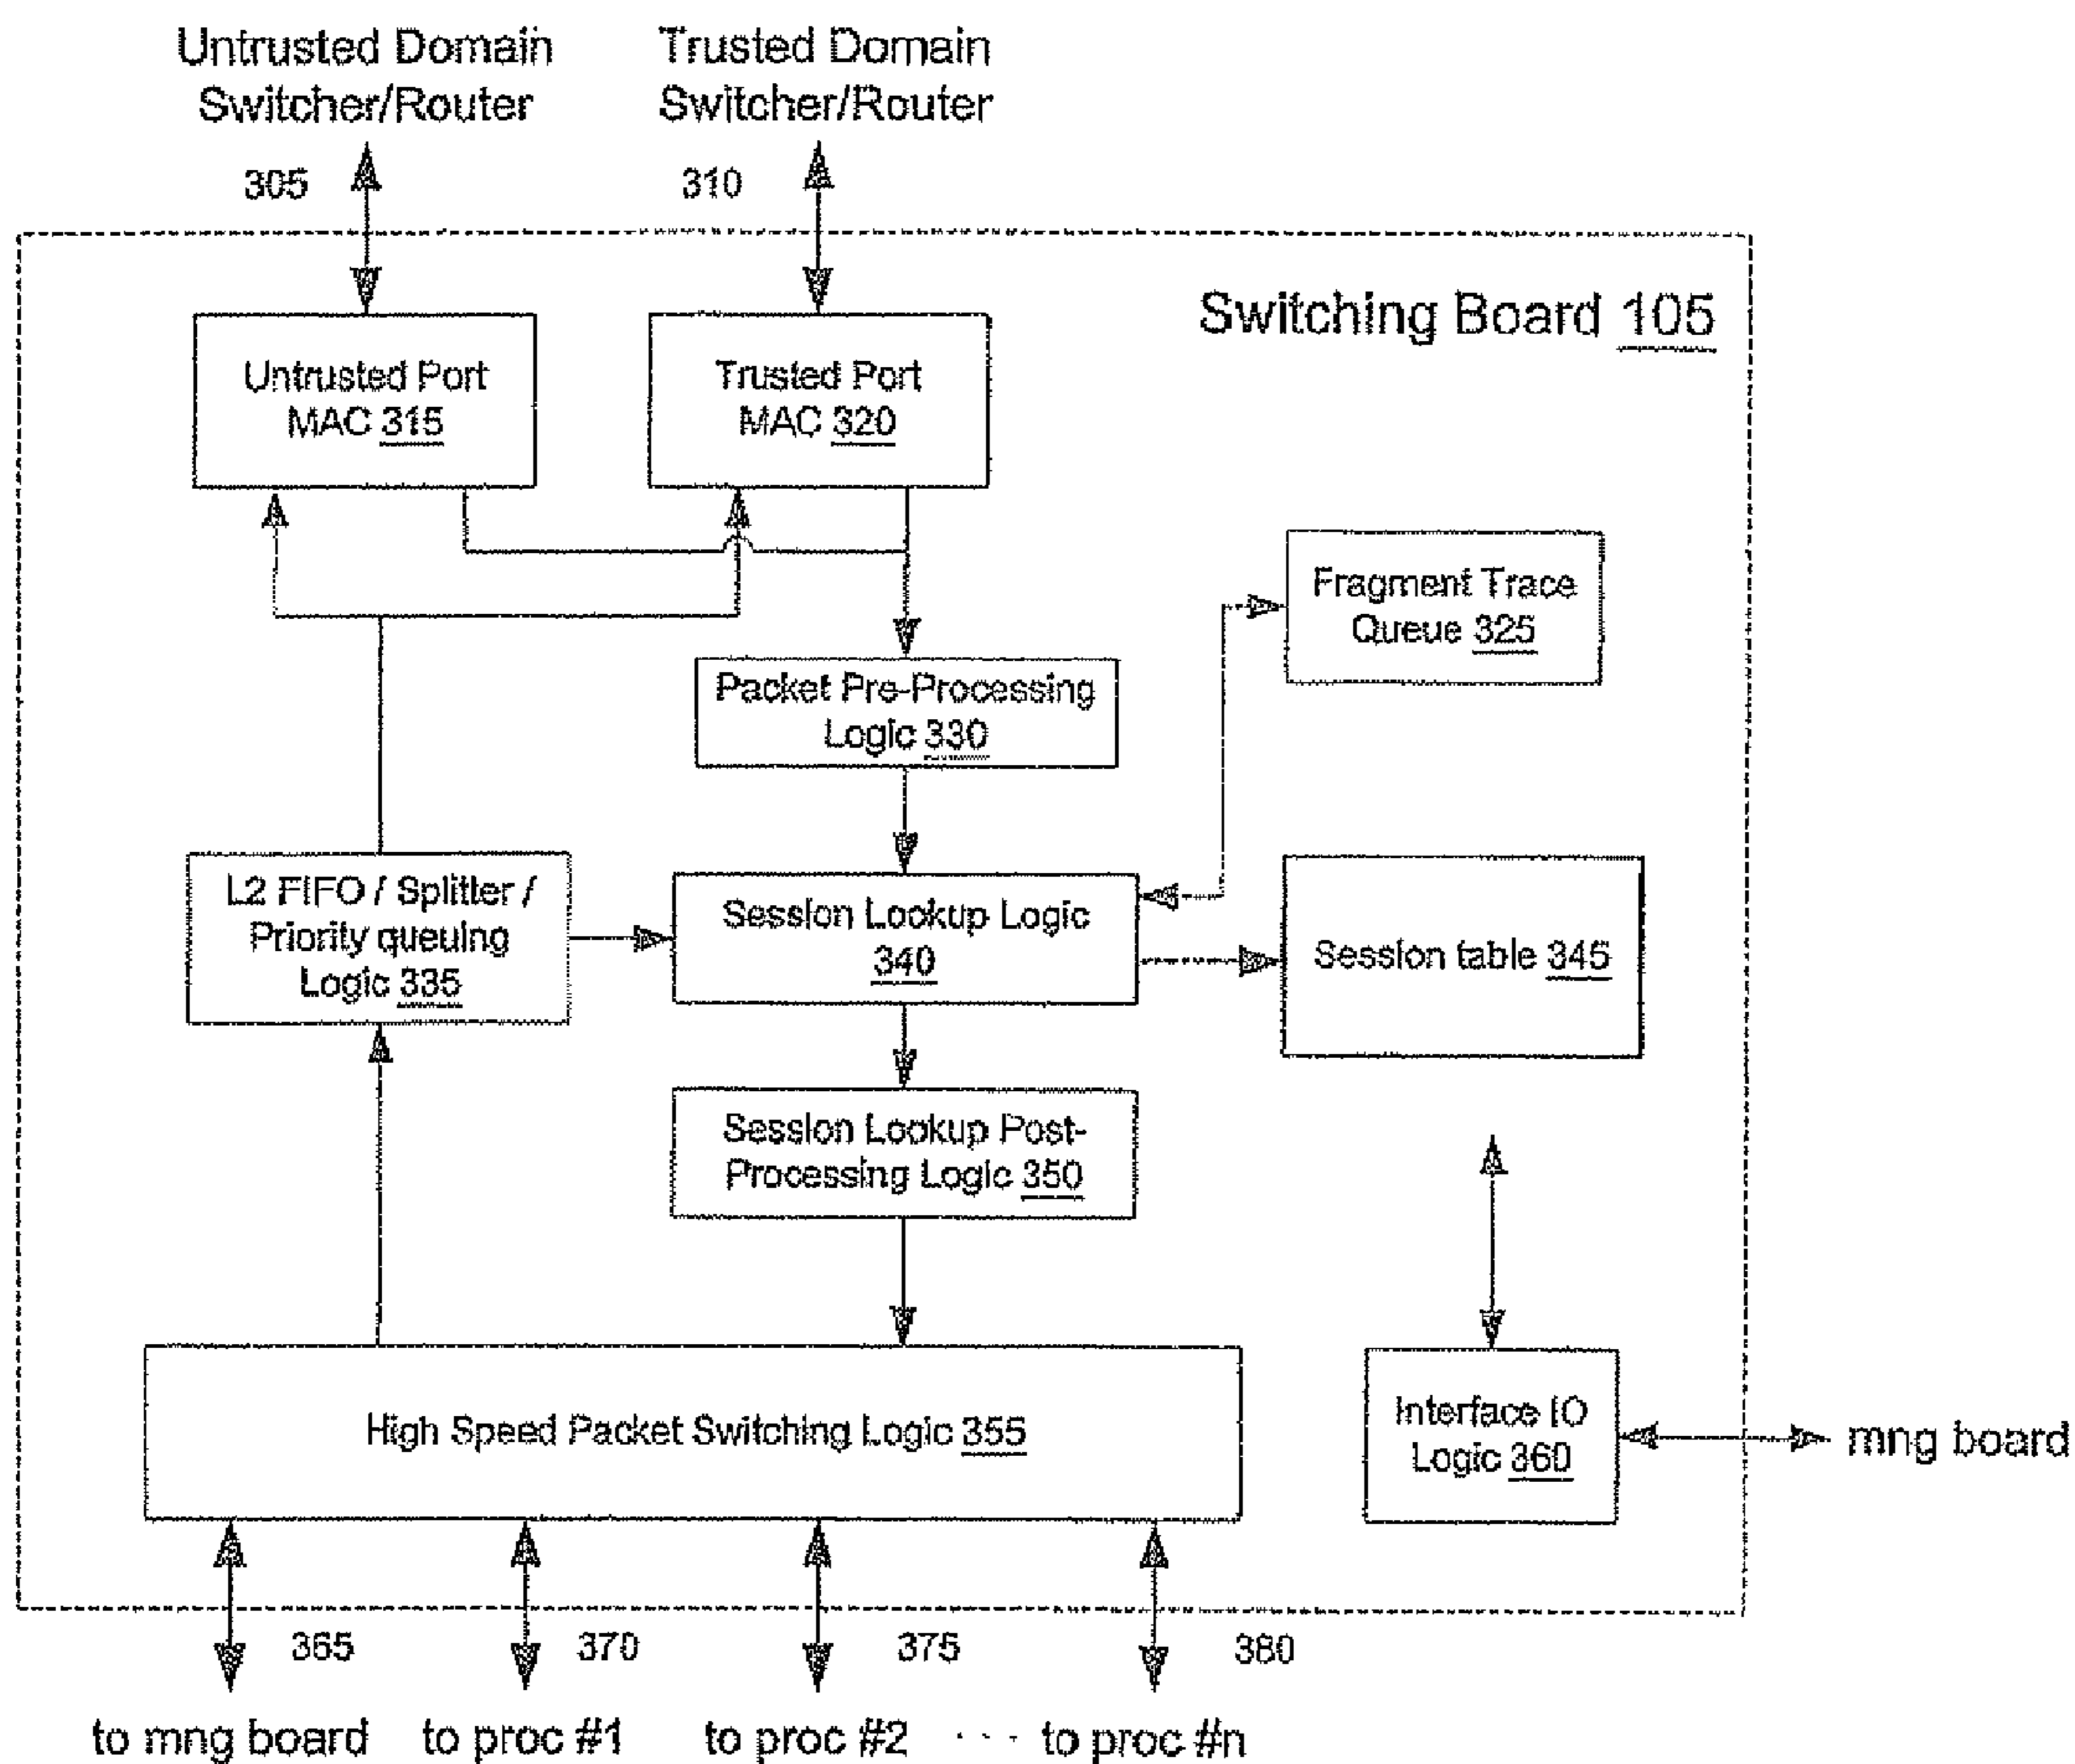 Untrusted Domain
Switcher/Router
Trusted Domain
Switcher/Router
305
310
Switching Board 105
Untrusted Port
MAC 315
Trusted Port
MAC 320
Fragment Trace
Queue 325
Packet Pre-Processing
Logic 330
L2 FIFO / Splitter /
Priority queuing
Logic 335
Session Lookup Logic
340
Session table 345
Session Lookup Post-
Processing Logic 350
High Speed Packet Switching Logic 355
Interface IO
Logic 360
mng board
365
370
375
380
to mng board
to proc #1
to proc #2
...
to proc #n